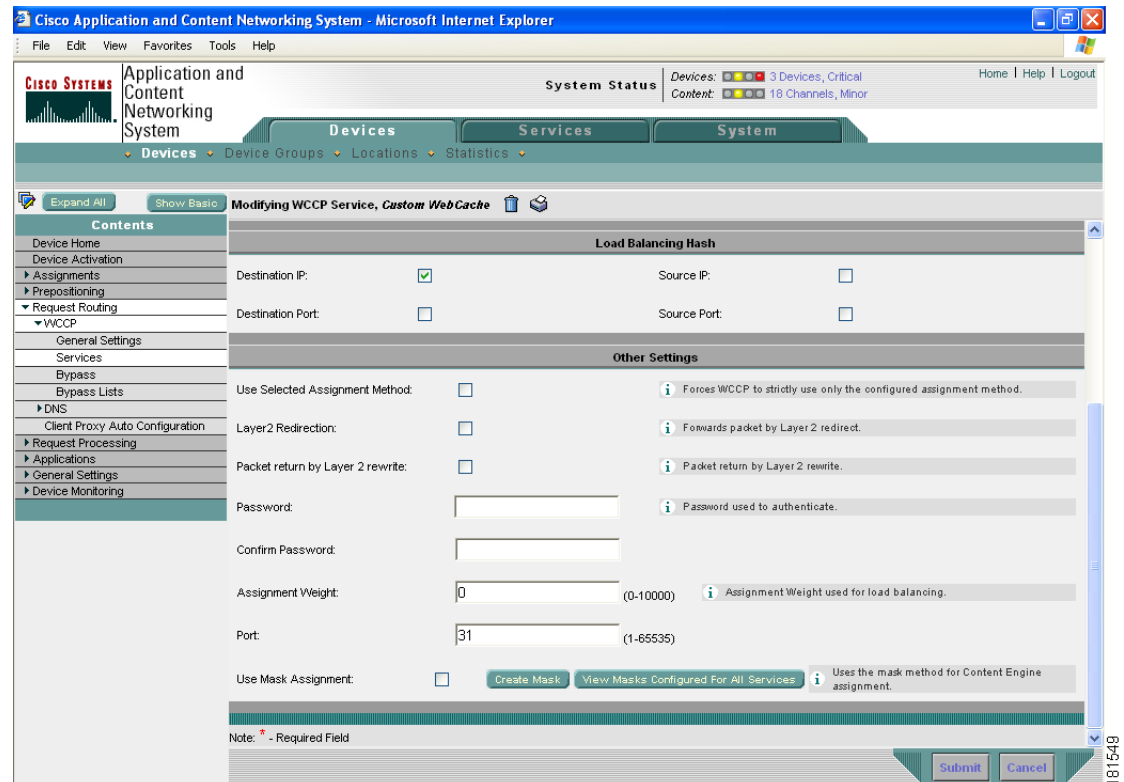 Cisco Application and Content Networking System - Microsoft Internet Explorer
File Edit View Favorites Tools Help
CISCO SYSTEMS
Application and
Content
Networking
System
System Status
Devices: 3 Devices, Critical
Content: 18 Channels, Minor
Home | Help | Logout
Devices Services System
Devices Device Groups Locations Statistics
Expand All Show Basic
Modifying WCCP Service, Custom WebCache
Contents
Device Home
Device Activation
Assignments
Prepositioning
Request Routing
WCCP
General Settings
Services
Bypass
Bypass Lists
DNS
Client Proxy Auto Configuration
Request Processing
Applications
General Settings
Device Monitoring
Load Balancing Hash
Destination IP: Source IP:
Destination Port: Source Port:
Other Settings
Use Selected Assignment Method: i Forces WCCP to strictly use only the configured assignment method.
Layer2 Redirection: i Forwards packet by Layer 2 redirect.
Packet return by Layer 2 rewrite: i Packet return by Layer 2 rewrite.
Password: i Password used to authenticate.
Confirm Password:
Assignment Weight: 0 (0-10000) i Assignment Weight used for load balancing.
Port: 31 (1-65535)
Use Mask Assignment: Create Mask View Masks Configured For All Services i Uses the mask method for Content Engine
assignment.
Note: * - Required Field
Submit Cancel
181549